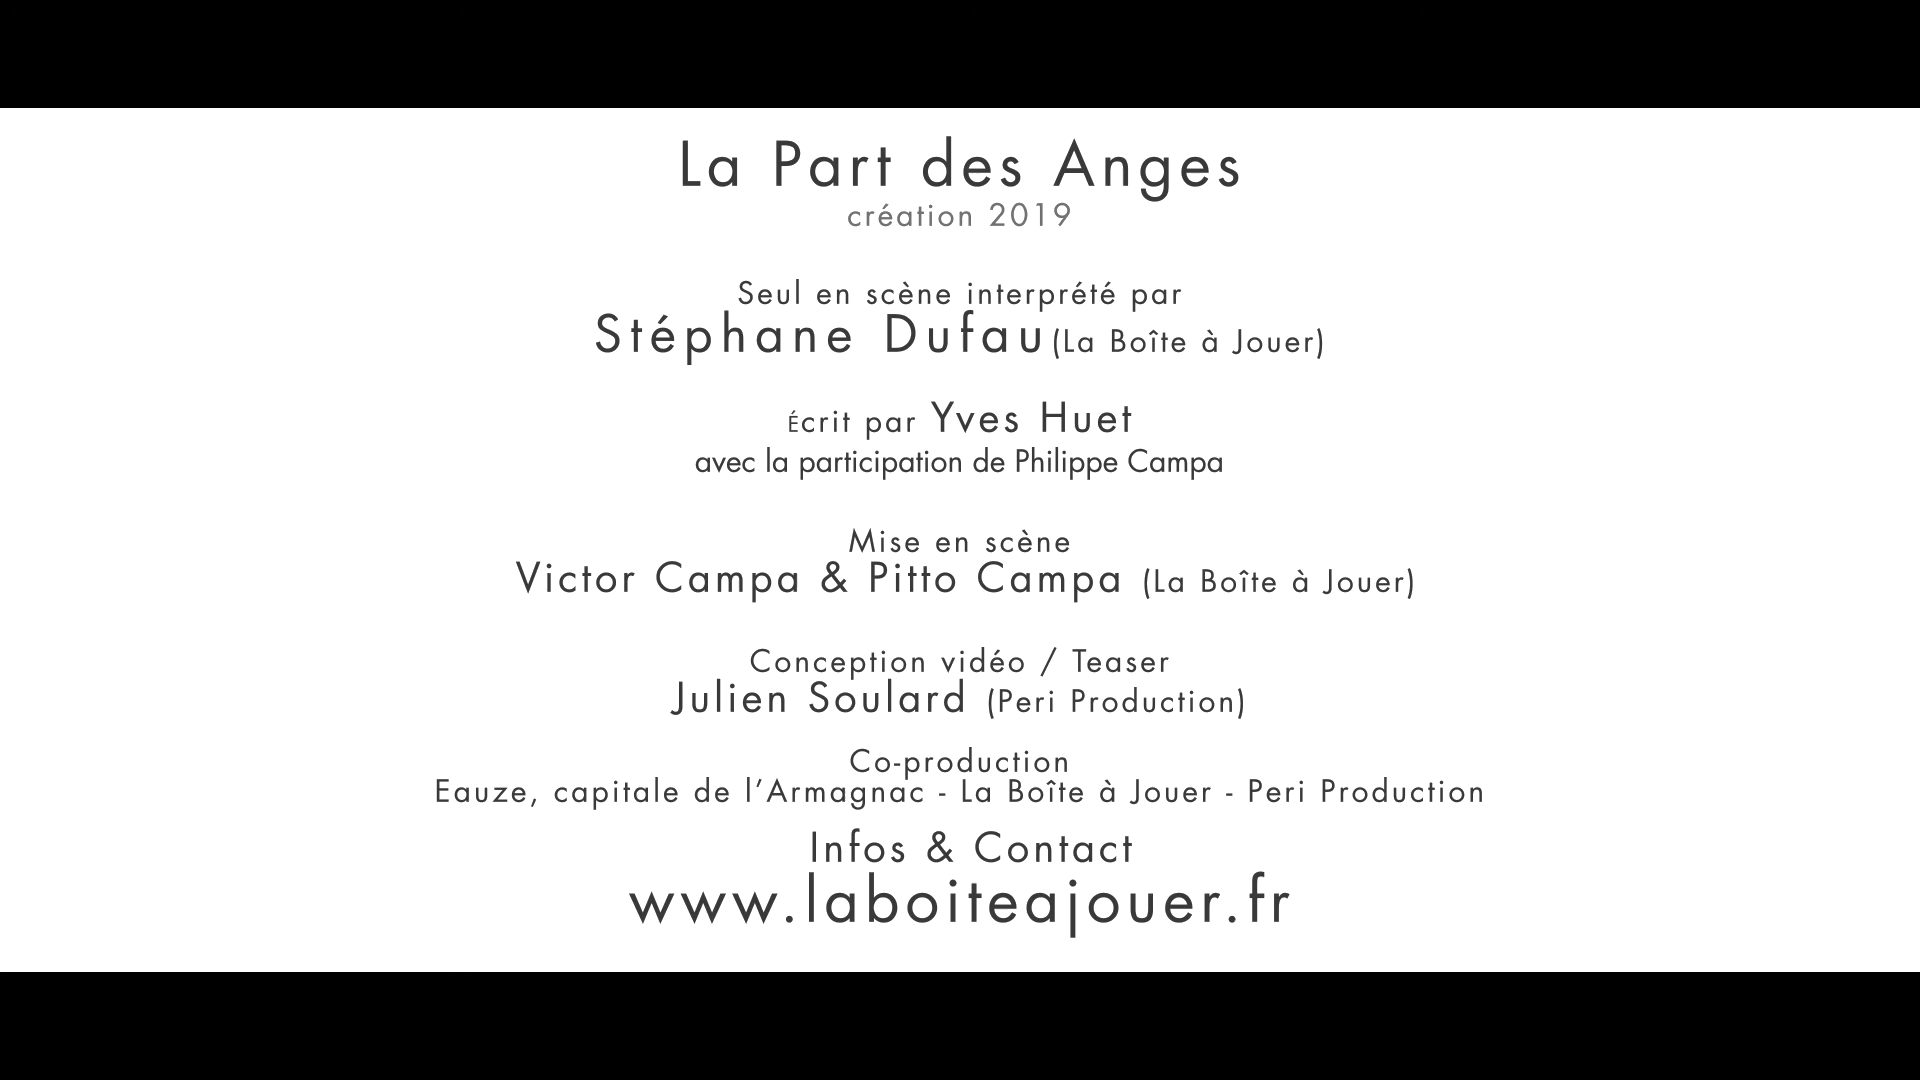 La Part des Anges
création 2019
Seul en scène interprété par
Stéphane Dufau (La Boîte à Jouer)
Écrit par Yves Huet
avec la participation de Philippe Campa
Mise en scène
Victor Campa & Pitto Campa (La Boîte à Jouer)
Conception vidéo / Teaser
Julien Soulard (Peri Production)
Co-production
Eauze, capitale de l’Armagnac - La Boîte à Jouer - Peri Production
Infos & Contact
www.laboiteajouer.fr